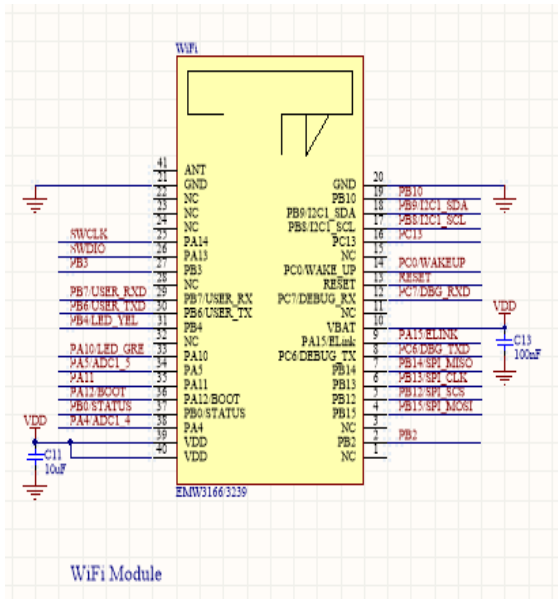 WiFi
41 ANT
21 GND GND 20
22 NC PB10 19 PB10
23 NC PB9/I2C1_SDA 18 PB9/I2C1_SDA
24 NC PB8/I2C1_SCL 17 PB8/I2C1_SCL
SWCLK 25 PA14 PC13 16 PC13
SWDIO 26 PA13 NC 15
PB3 27 PB3 PC0/WAKE_UP 14 PC0/WAKEUP
28 NC RESET 13 RESET
PB7/USER_RXD 29 PB7/USER_RX PC7/DEBUG_RX 12 PC7/DBG_RXD
PB6/USER_TXD 30 PB6/USER_TX NC 11
PB4/LED_YEL 31 PB4 VBAT 10 VDD
32 NC PA15/ELink 9 PA15/ELINK
PA10/LED_GRE 33 PA10 PC6/DEBUG_TX 8 PC6/DBG_TXD
PA5/ADC1_5 34 PA5 PB14 7 PB14/SPI_MISO
PA11 35 PA11 PB13 6 PB13/SPI_CLK
PA12/BOOT 36 PA12/BOOT PB12 5 PB12/SPI_SCS
PB0/STATUS 37 PB0/STATUS PB15 4 PB15/SPI_MOSI
PA4/ADC1_4 38 PA4 NC 3
VDD 39 VDD PB2 2 PB2
40 VDD NC 1
C13
100nF
C11
10uF
EMW3166/3239
WiFi Module